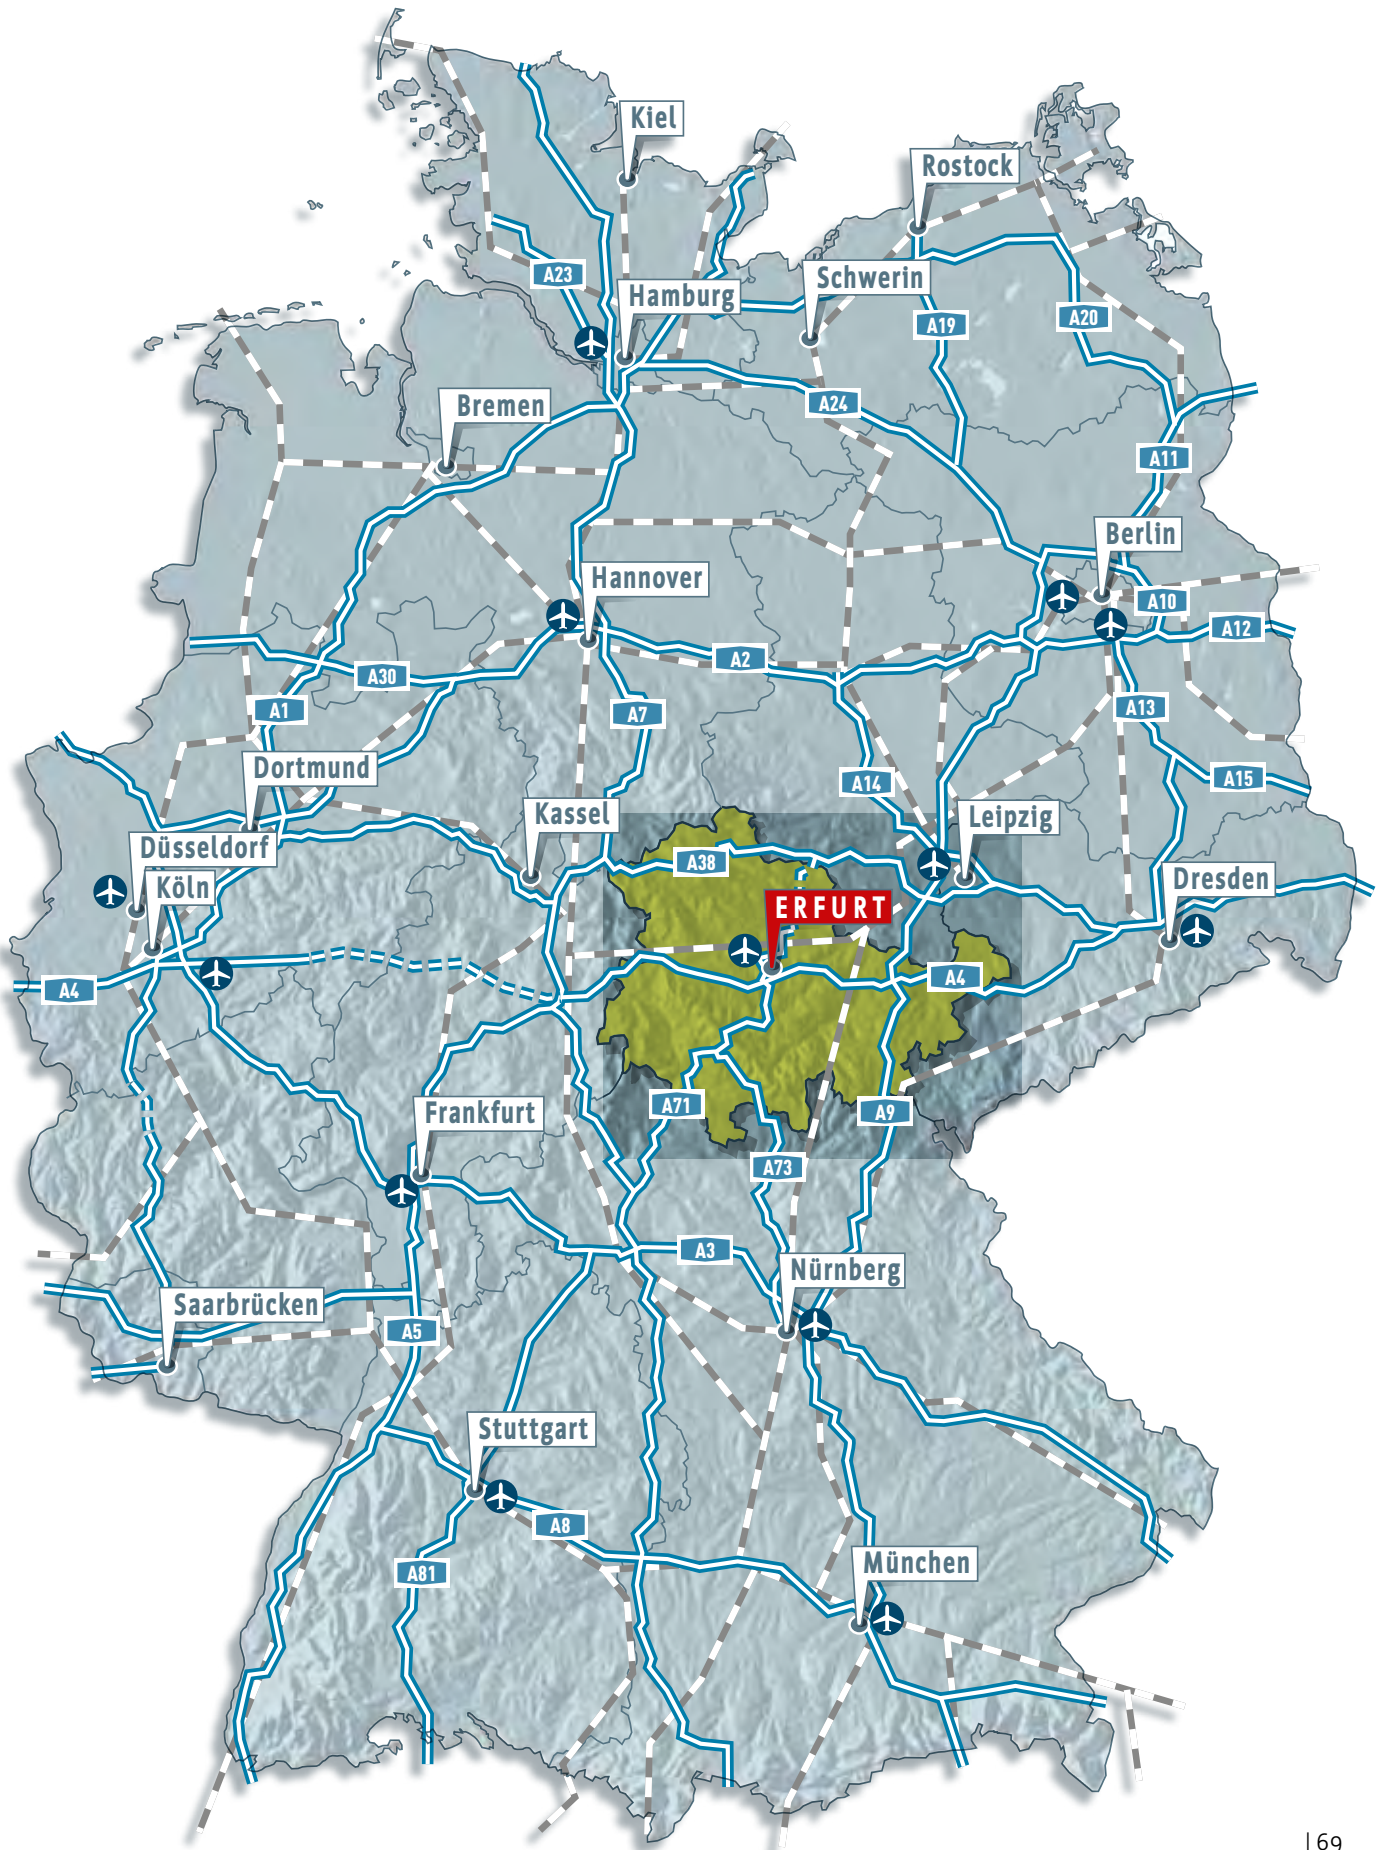 Kiel
Rostock
A23
Schwerin
Hamburg
A19
A20
Bremen
A24
A11
Berlin
Hannover
A10
A12
A2
A30
A1
A7
A13
Dortmund
A14
A15
Kassel
Leipzig
Düsseldorf
A38
Köln
Dresden
ERFURT
A4
A4
A71
A9
Frankfurt
A73
A3
Nürnberg
Saarbrücken
A5
Stuttgart
A8
München
A81
| 69